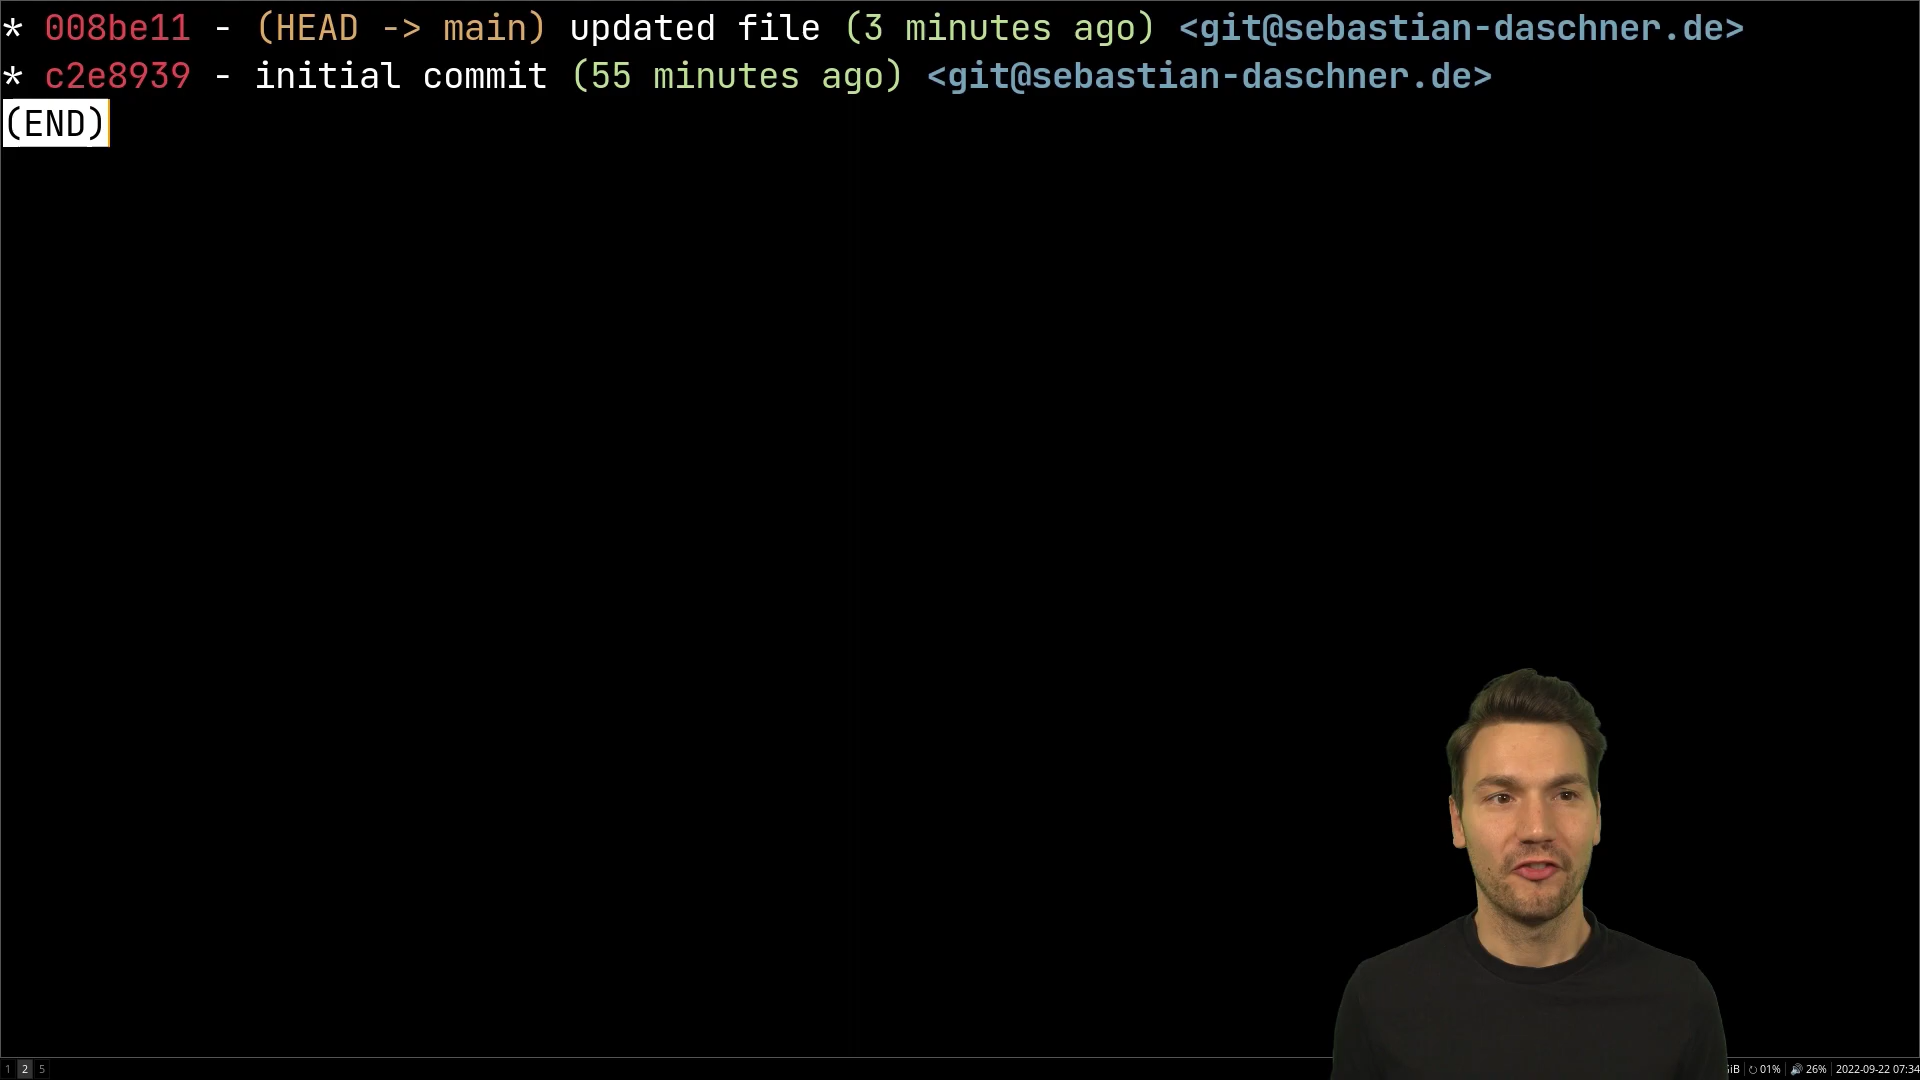 * 008be11 - (HEAD -> main) updated file (3 minutes ago) <git@sebastian-daschner.de>
* c2e8939 - initial commit (55 minutes ago) <git@sebastian-daschner.de>
(END)
1 2 5 iB 01% 26% 2022-09-22 07:34